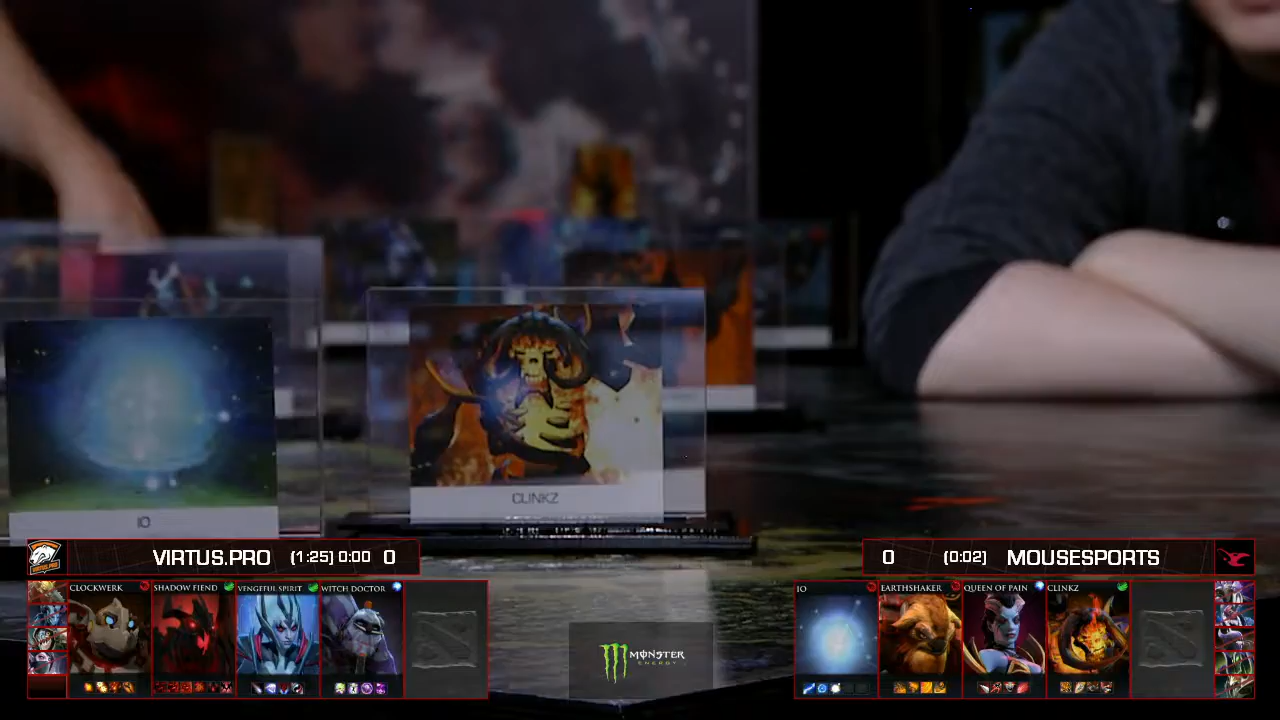 IO
CLINKZ
VIRTUS.PRO (1:25) 0:00 0
0 (0:02) MOUSESPORTS
CLOCKWERK SHADOW FIEND VENGEFUL SPIRIT WITCH DOCTOR
IO EARTHSHAKER QUEEN OF PAIN CLINKZ
MONSTER
ENERGY